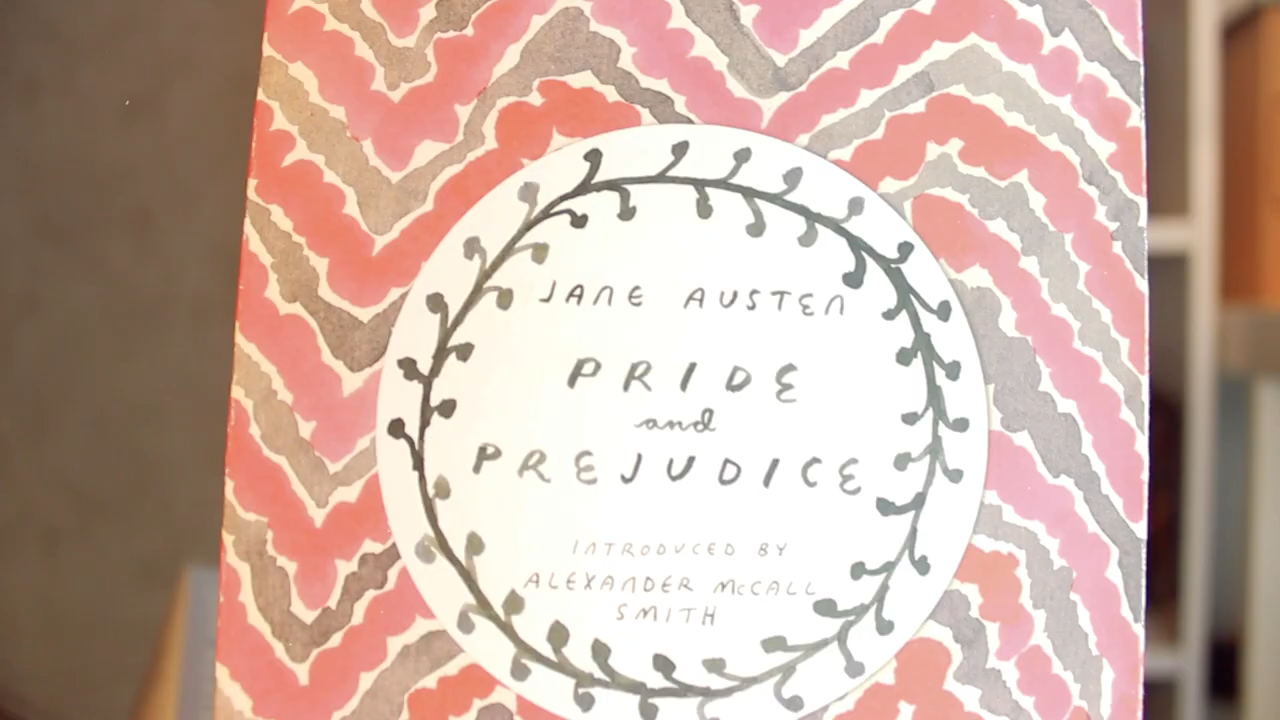 JANE AUSTEN
PRIDE
and
PREJUDICE
INTRODUCED BY
ALEXANDER McCALL
SMITH